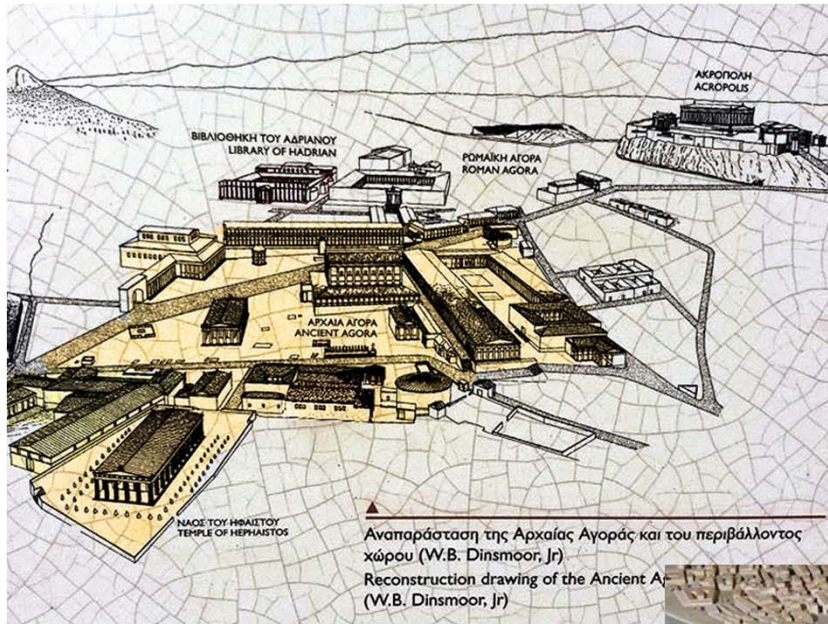 ΑΚΡΟΠΟΛΗ
ACROPOLIS
ΒΙΒΛΙΟΘΗΚΗ ΤΟΥ ΑΔΡΙΑΝΟΥ
LIBRARY OF HADRIAN
ΡΩΜΑΪΚΗ ΑΓΟΡΑ
ROMAN AGORA
ΑΡΧΑΙΑ ΑΓΟΡΑ
ANCIENT AGORA
ΝΑΟΣ ΤΟΥ ΗΦΑΙΣΤΟΥ
TEMPLE OF HEPHAISTOS
Αναπαράσταση της Αρχαίας Αγοράς και του περιβάλλοντος
χώρου (W.B. Dinsmoor, Jr)
Reconstruction drawing of the Ancient
(W.B. Dinsmoor, Jr)